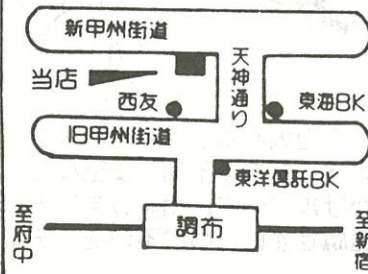 新甲州街道
天神通り
当店
西友
東海BK
旧甲州街道
東洋信託BK
至府中
調布
至新宿